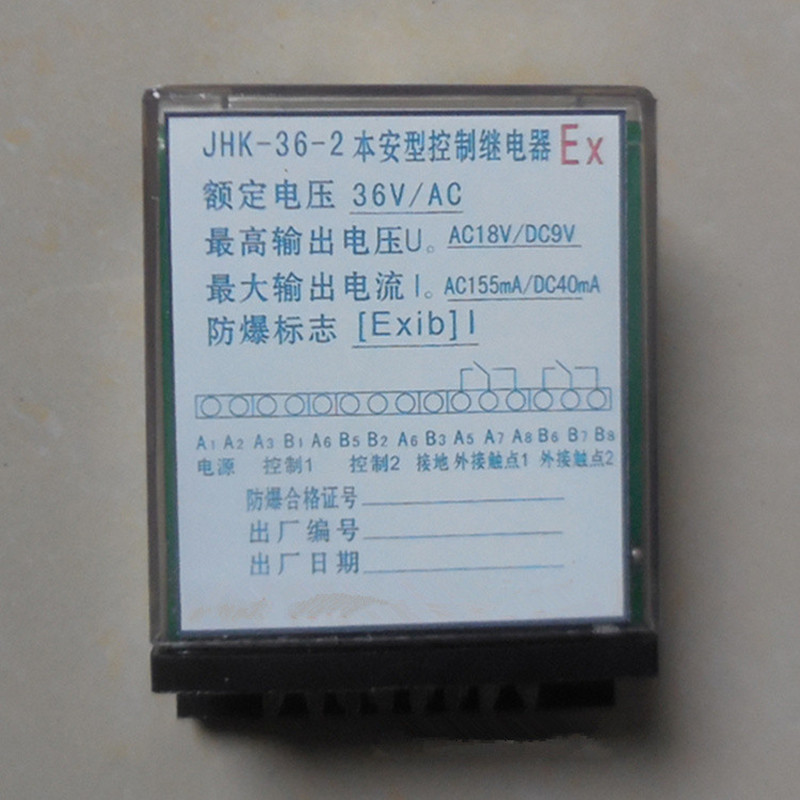 JHK-36-2本安型控制继电器 Ex
额定电压 36V/AC
最高输出电压U。 AC18V/DC9V
最大输出电流I。 AC155mA/DC40mA
防爆标志 [Exib]I
A1 A2 A3 B1 A6 B5 B2 A6 B3 A5 A7 A8 B6 B7 B8
电源 控制1 控制2 接地 外接触点1 外接触点2
防爆合格证号
出厂编号
出厂日期